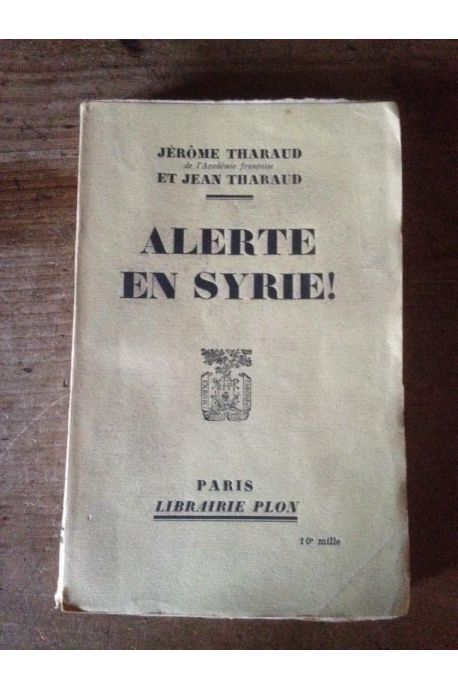 JÉRÔME THARAUD
de l'Académie française
ET JEAN THARAUD
ALERTE
EN SYRIE!
PARIS
LIBRAIRIE PLON
10e mille